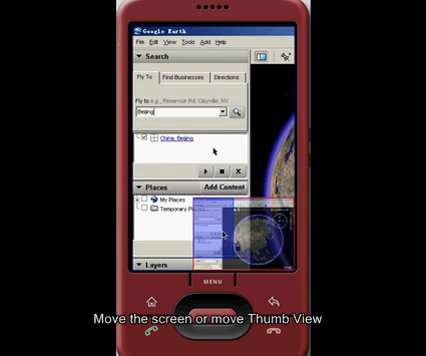 Google Earth
File Edit View Tools Add Help
Search
Fly To Find Businesses Directions
Fly to e.g., Reservoir Rd. Clayville, NY
Beijing
China, Beijing
Places Add Content
My Places
Temporary
Layers
MENU
Move the screen or move Thumb View